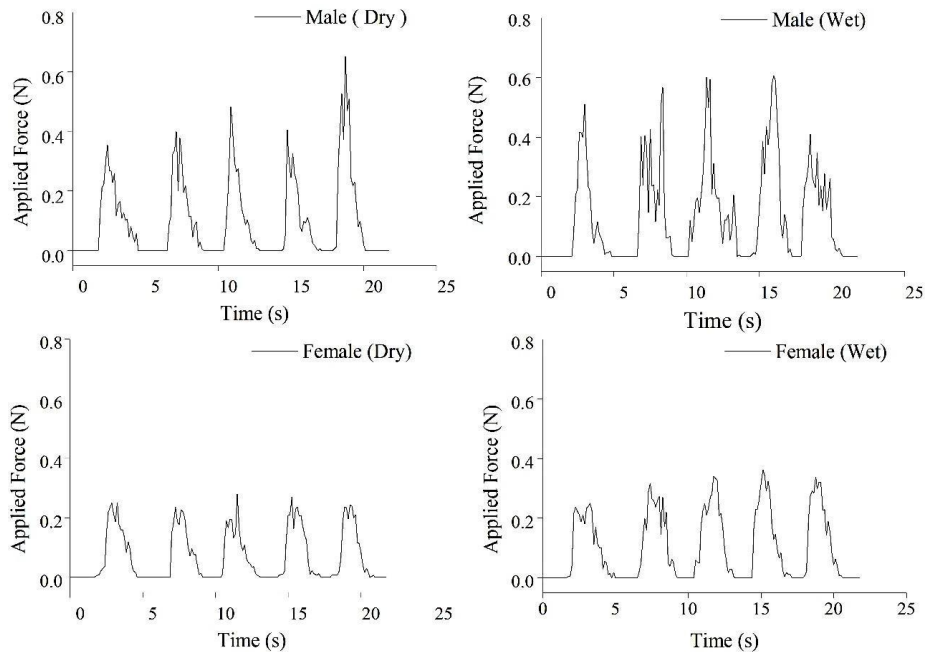 Male ( Dry )
0.8
0.6
0.4
0.2
0.0
Applied Force (N)
0 5 10 15 20 25
Time (s)
Male (Wet)
0.8
0.6
0.4
0.2
0.0
Applied Force (N)
0 5 10 15 20 25
Time (s)
Female (Dry)
0.8
0.6
0.4
0.2
0.0
Applied Force (N)
0 5 10 15 20 25
Time (s)
Female (Wet)
0.8
0.6
0.4
0.2
0.0
Applied Force (N)
0 5 10 15 20 25
Time (s)